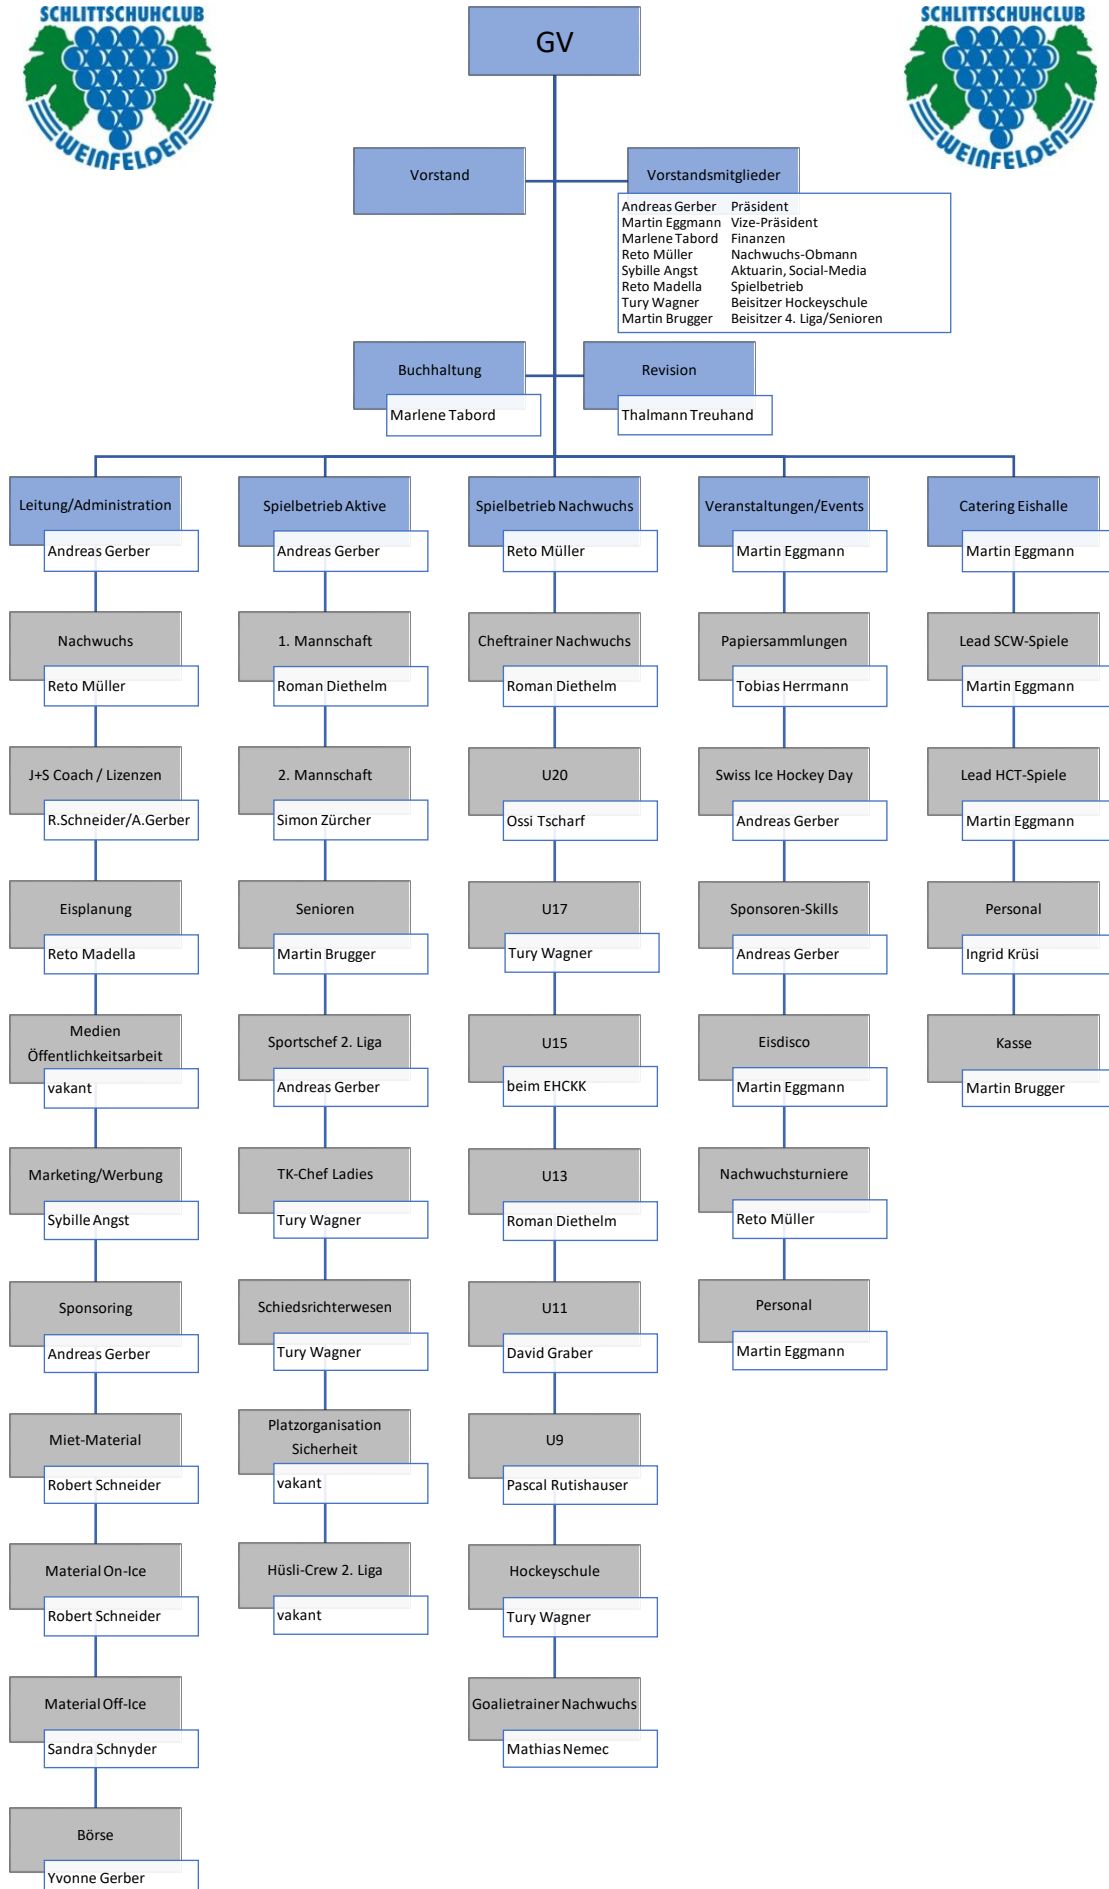 SCHLITTSCHUHCLUB
WEINFELDEN
GV
SCHLITTSCHUHCLUB
WEINFELDEN
Vorstand
Vorstandsmitglieder
Andreas Gerber Präsident
Martin Eggmann Vize-Präsident
Marlene Tabord Finanzen
Reto Müller Nachwuchs-Obmann
Sybille Angst Aktuarin, Social-Media
Reto Madella Spielbetrieb
Tury Wagner Beisitzer Hockeyschule
Martin Brugger Beisitzer 4. Liga/Senioren
Buchhaltung
Marlene Tabord
Revision
Thalmann Treuhand
Leitung/Administration
Andreas Gerber
Nachwuchs
Reto Müller
J+S Coach / Lizenzen
R.Schneider/A.Gerber
Eisplanung
Reto Madella
Medien
Öffentlichkeitsarbeit
vakant
Marketing/Werbung
Sybille Angst
Sponsoring
Andreas Gerber
Miet-Material
Robert Schneider
Material On-Ice
Robert Schneider
Material Off-Ice
Sandra Schnyder
Börse
Yvonne Gerber
Spielbetrieb Aktive
Andreas Gerber
1. Mannschaft
Roman Diethelm
2. Mannschaft
Simon Zürcher
Senioren
Martin Brugger
Sportschef 2. Liga
Andreas Gerber
TK-Chef Ladies
Tury Wagner
Schiedsrichterwesen
Tury Wagner
Platzorganisation
Sicherheit
vakant
Hüsli-Crew 2. Liga
vakant
Spielbetrieb Nachwuchs
Reto Müller
Cheftrainer Nachwuchs
Roman Diethelm
U20
Ossi Tscharf
U17
Tury Wagner
U15
beim EHCKK
U13
Roman Diethelm
U11
David Graber
U9
Pascal Rutishauser
Hockeyschule
Tury Wagner
Goalietrainer Nachwuchs
Mathias Nemec
Veranstaltungen/Events
Martin Eggmann
Papiersammlungen
Tobias Herrmann
Swiss Ice Hockey Day
Andreas Gerber
Sponsoren-Skills
Andreas Gerber
Eisdisco
Martin Eggmann
Nachwuchsturniere
Reto Müller
Personal
Martin Eggmann
Catering Eishalle
Martin Eggmann
Lead SCW-Spiele
Martin Eggmann
Lead HCT-Spiele
Martin Eggmann
Personal
Ingrid Krüsi
Kasse
Martin Brugger